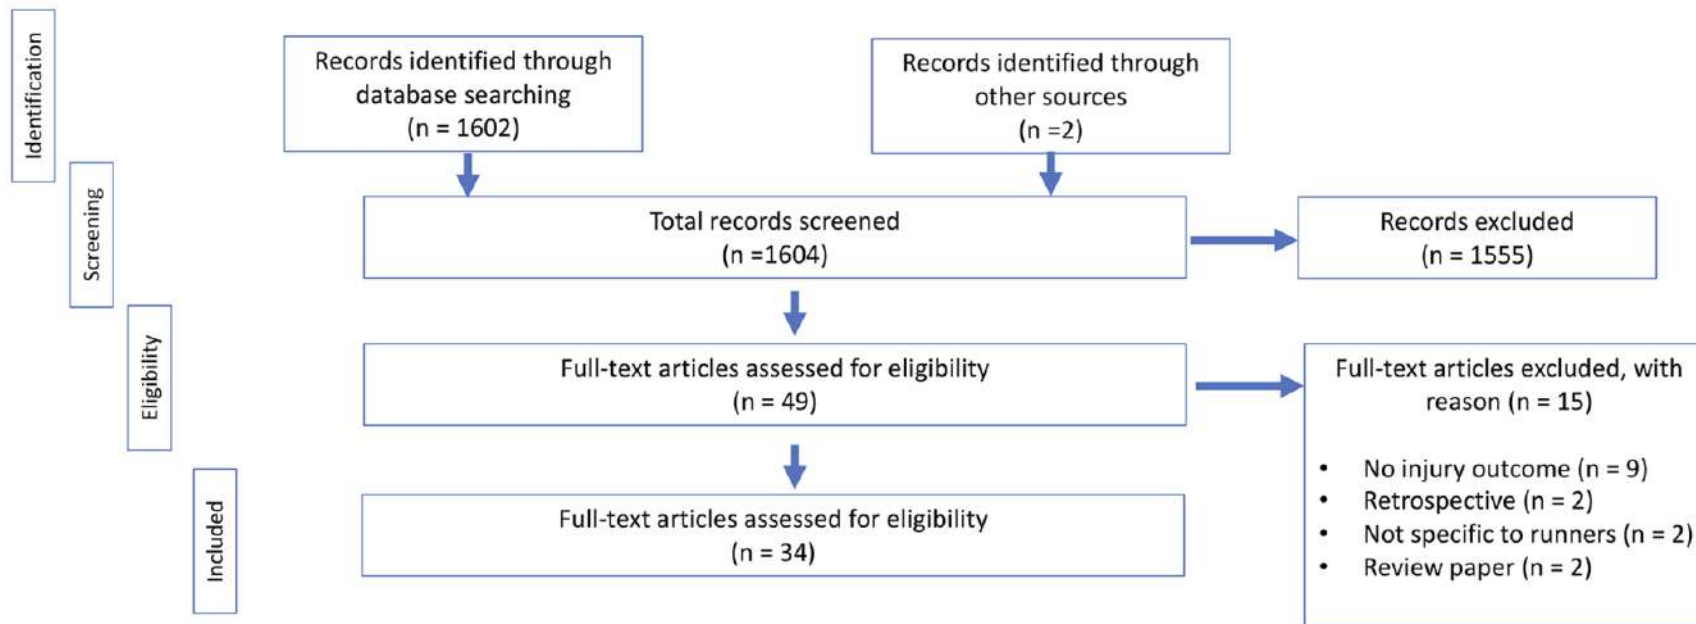 Identification
Records identified through
database searching
(n = 1602)
Records identified through
other sources
(n =2)
Screening
Total records screened
(n =1604)
Records excluded
(n = 1555)
Eligibility
Full-text articles assessed for eligibility
(n = 49)
Full-text articles excluded, with
reason (n = 15)
• No injury outcome (n = 9)
• Retrospective (n = 2)
• Not specific to runners (n = 2)
• Review paper (n = 2)
Included
Full-text articles assessed for eligibility
(n = 34)